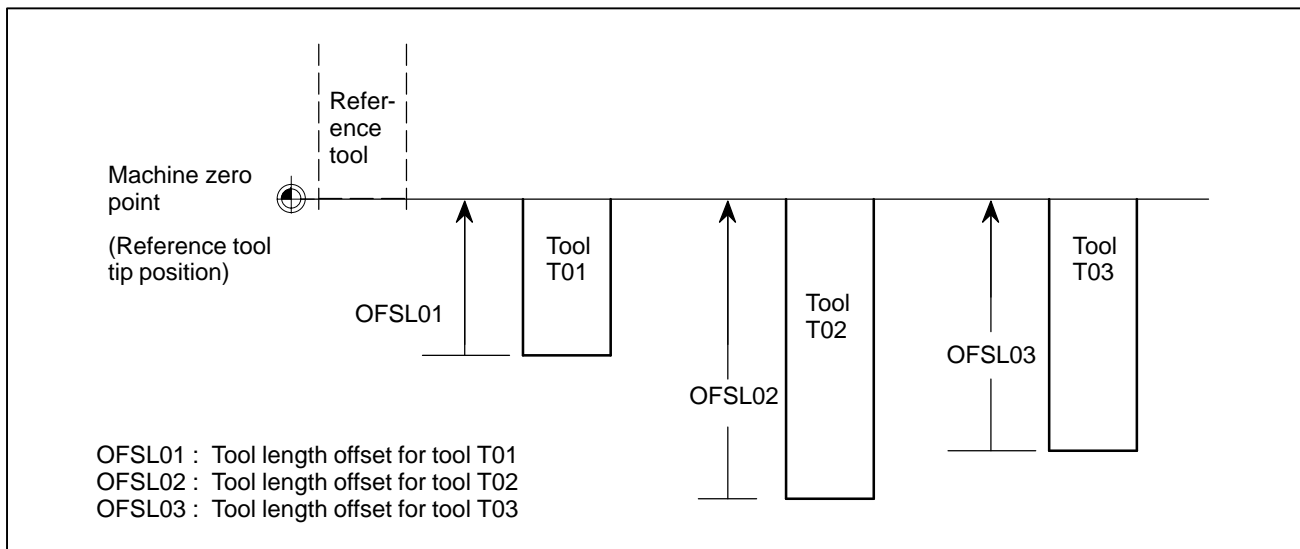 Refer-
ence
tool
Machine zero
point
(Reference tool
tip position)
Tool
T01
Tool
T02
Tool
T03
OFSL01
OFSL02
OFSL03
OFSL01 : Tool length offset for tool T01
OFSL02 : Tool length offset for tool T02
OFSL03 : Tool length offset for tool T03